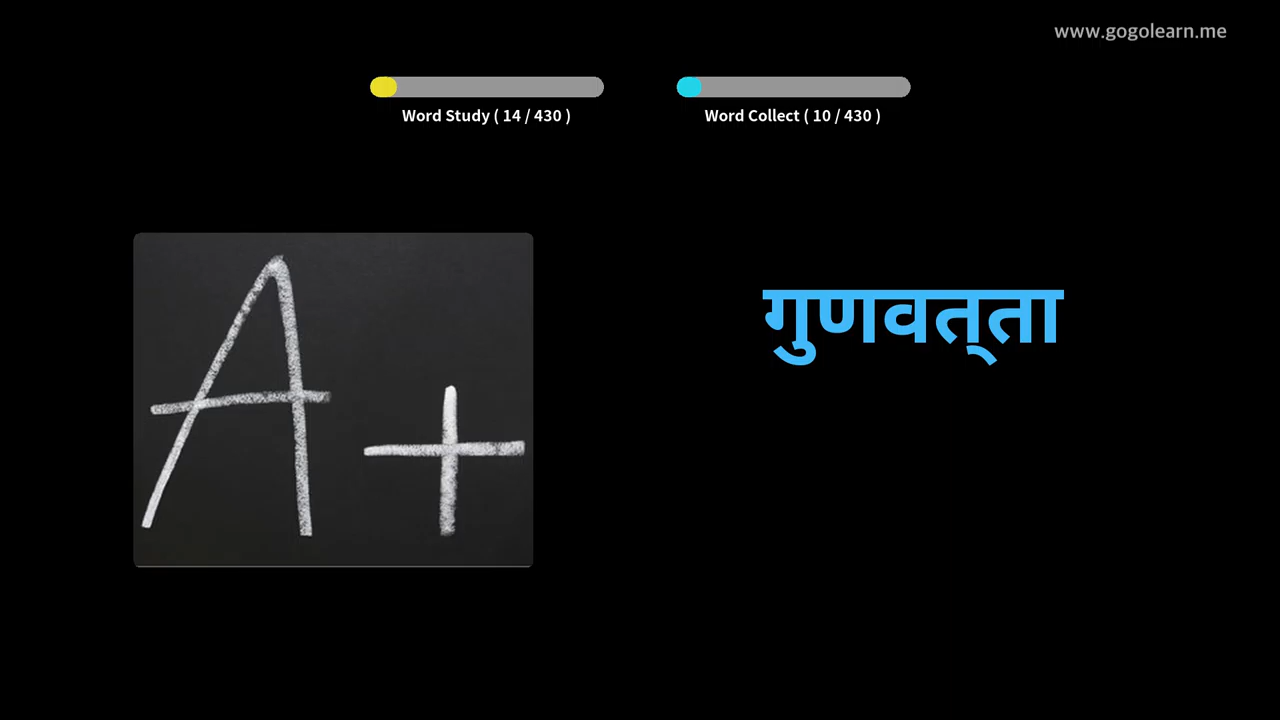 www.gogolearn.me
Word Study ( 14 / 430 )
Word Collect ( 10 / 430 )
A+
गुणवत्‌ता